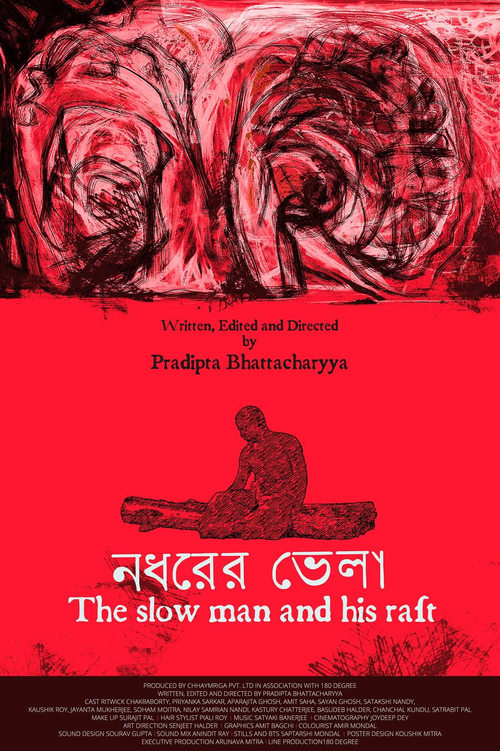 Written, Edited and Directed
by
Pradipta Bhattacharyya
নধরের ভেলা
The slow man and his raft
PRODUCED BY CHHAYMRIGA PVT. LTD IN ASSOCIATION WITH 180 DEGREE
WRITTEN, EDITED AND DIRECTED BY PRADIPTA BHATTACHARYYA
CAST RITWICK CHAKRABORTY, PRIYANKA SARKAR, APARAJITA GHOSH, AMIT SAHA, SAYAN GHOSH, SATAKSHI NANDY,
KAUSHIK ROY, JAYANTA MUKHERJEE, SOHAM MOITRA, NILAY SAMIRAN NANDI, KASTURY CHATTERJEE, BASUDEB HALDER, CHANCHAL KUNDU, SATRABIT PAL
MAKE UP SURAJIT PAL | HAIR STYLIST PIALI ROY | MUSIC SATYAKI BANERJEE | CINEMATOGRAPHY JOYDEEP DEY
ART DIRECTION SENJEET HALDER | GRAPHICS AMIT BAGCHI | COLOURIST AMIR MONDAL
SOUND DESIGN SOURAV GUPTA | SOUND MIX ANINDIT RAY | STILLS AND BTS SAPTARSHI MONDAL | POSTER DESIGN KOUSHIK MITRA
EXECUTIVE PRODUCTION ARUNAVA MITRA | LINE PRODUCTION180 DEGREE